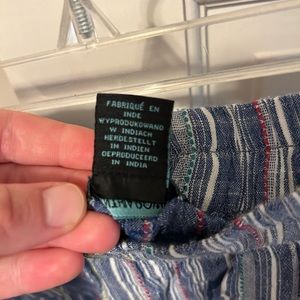 FABRIQUÉ EN
INDE
WYPRODUKOWANO
W INDIACH
HERGESTELLT
IN INDIEN
GEPRODUCEERD
IN INDIA